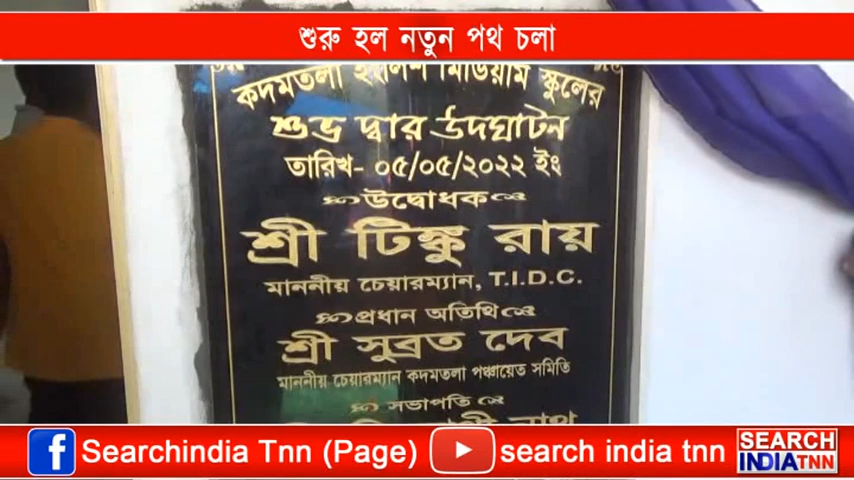 শুরু হল নতুন পথ চলা
কদমতলা ইংলিশ মিডিয়াম স্কুলের
শুভ দ্বার উদঘাটন
তারিখ- ০৫/০৫/২০২২ ইং
উদ্বোধক
শ্রী টিঙ্কু রায়
মাননীয় চেয়ারম্যান, T.I.D.C.
প্রধান অতিথি
শ্রী সুব্রত দেব
মাননীয় চেয়ারম্যান কদমতলা পঞ্চায়েত সমিতি
সভাপতি
নাথ
Searchindia Tnn (Page)
search india tnn
SEARCH
INDIATNN